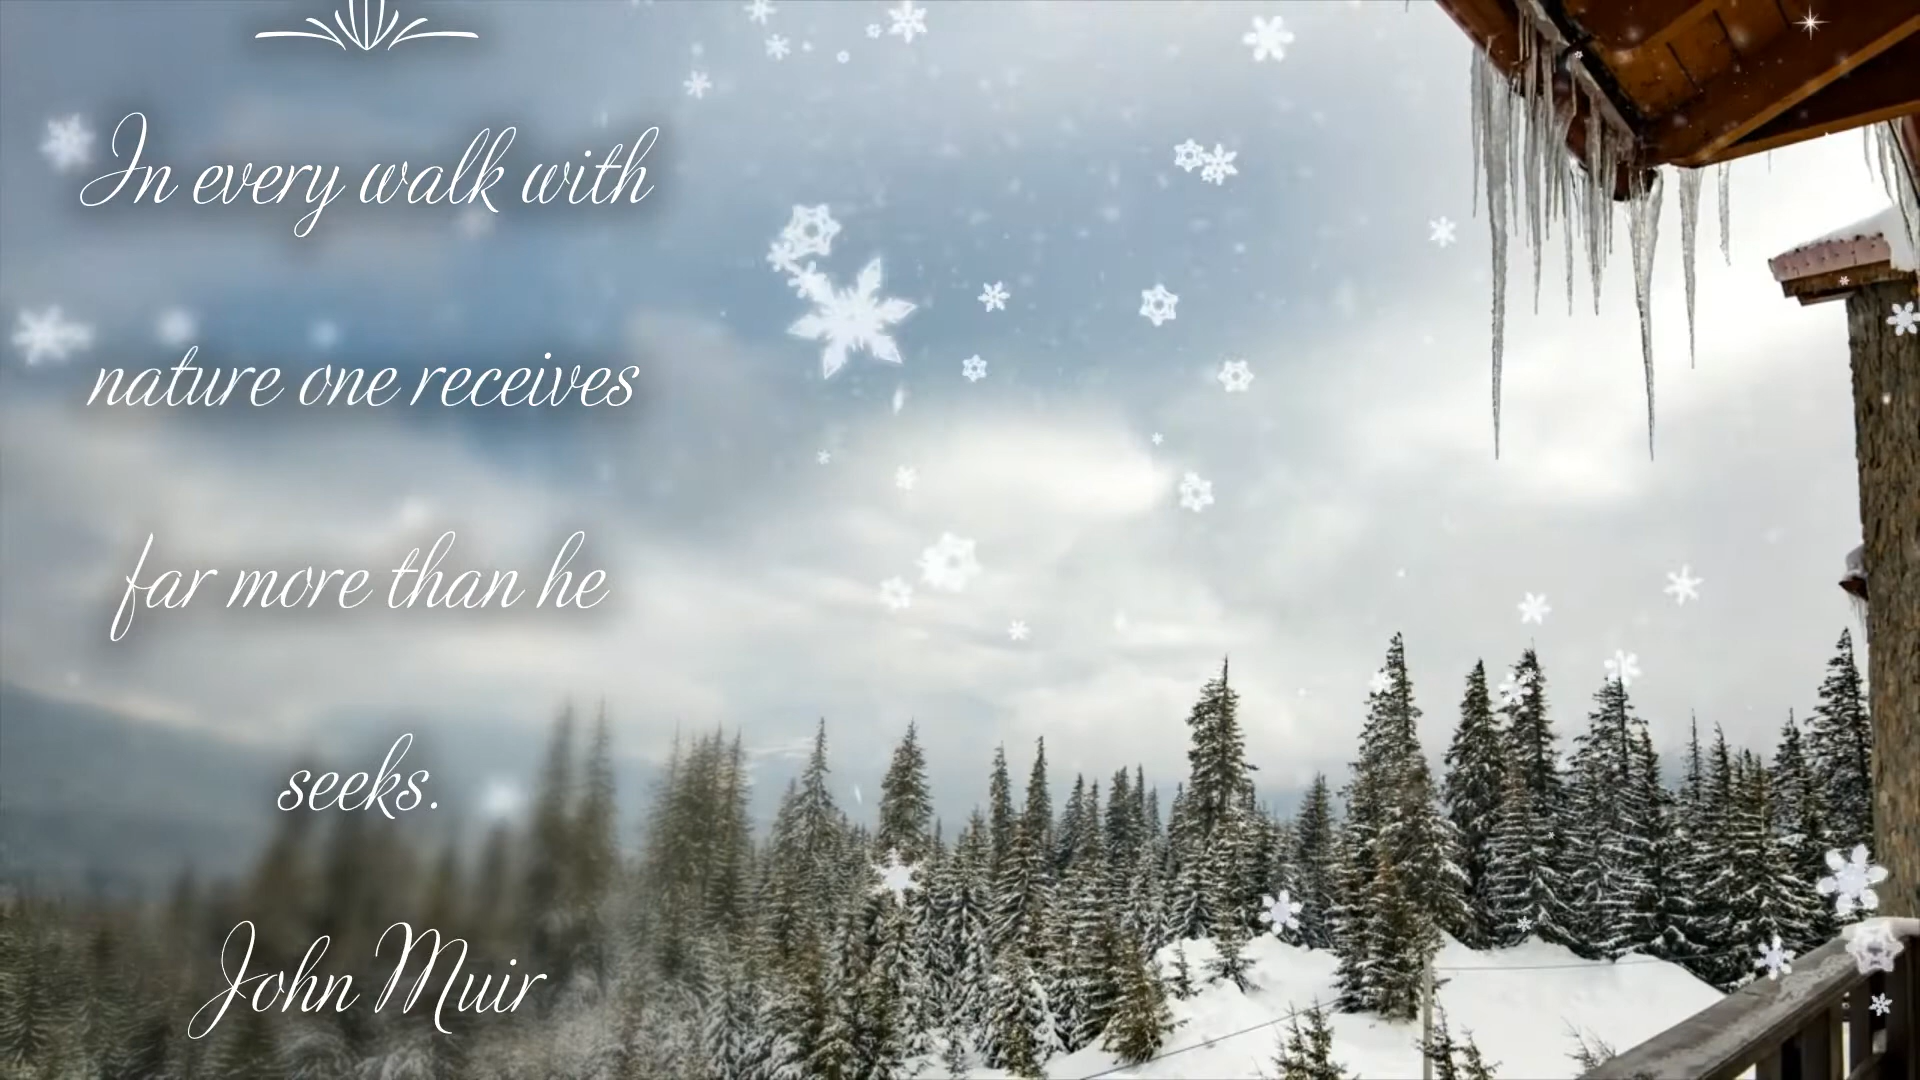 In every walk with
nature one receives
far more than he
seeks.
John Muir